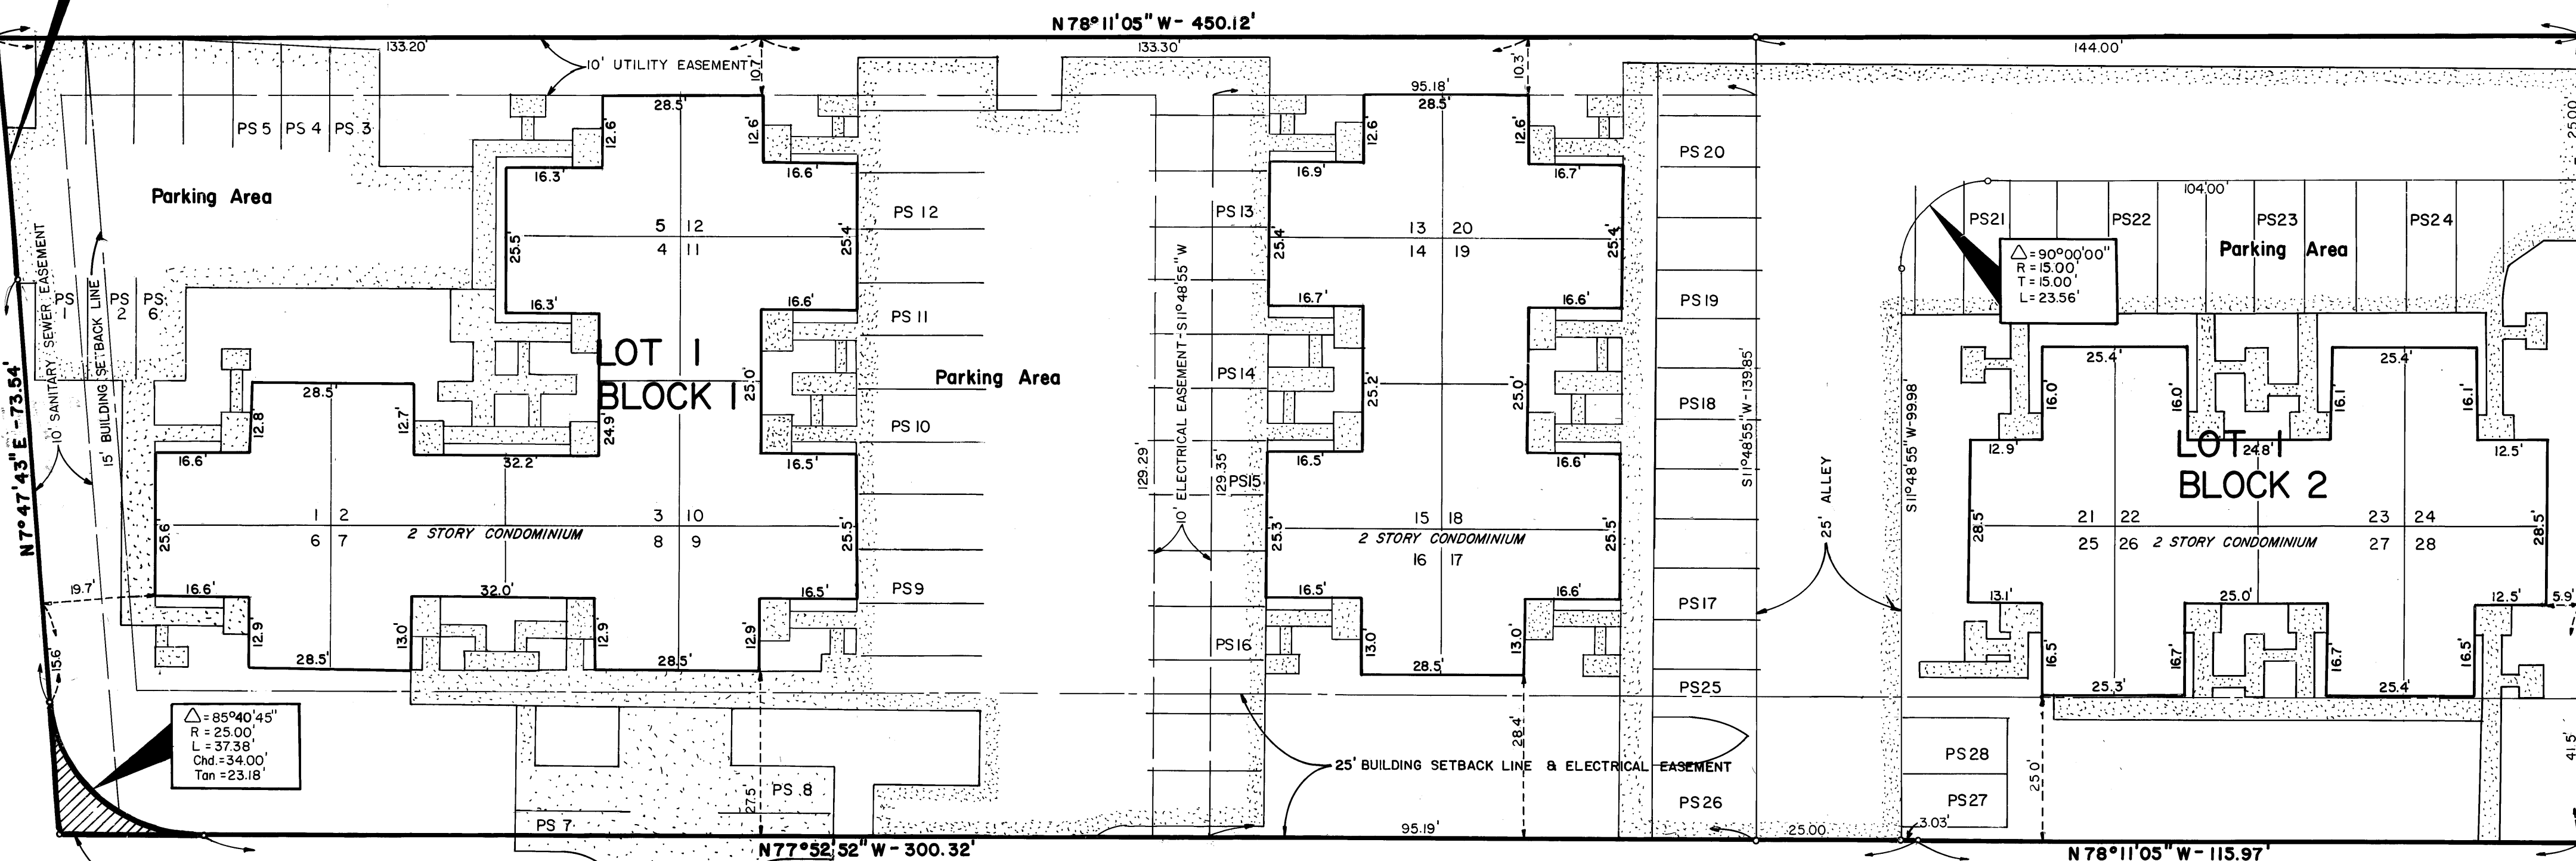 N 78° 11' 05" W - 450.12'
133.20'
133.30'
144.00'
10' UTILITY EASEMENT
10.7'
10.3'
95.18'
25.00'
28.5'
28.5'
12.6'
12.6'
12.6'
12.6'
PS 5
PS 4
PS 3
PS 20
16.3'
16.6'
16.9'
16.7'
Parking Area
104.00'
PS 12
PS 13
PS21
PS22
PS23
PS24
5 12
4 11
13 20
14 19
25.5'
25.4'
25.4'
25.4'
Parking Area
△ = 90°00'00"
R = 15.00'
T = 15.00'
L = 23.56'
10' SANITARY SEWER EASEMENT
15' BUILDING SETBACK LINE
10' ELECTRICAL EASEMENT - S11° 48' 55" W
PS 1
PS 2
PS 6
16.3'
16.6'
16.7'
16.6'
PS 11
PS 19
LOT 1
BLOCK 1
Parking Area
PS 14
28.5'
25.0'
25.2'
25.0'
S11° 48' 55" W - 139.85'
S11° 48' 55" W - 99.98'
25.4'
25.4'
16.0'
16.0'
16.1'
16.1'
N 7° 47' 43" E - 73.54'
12.8'
12.7'
24.9'
PS 10
PS18
LOT 1
BLOCK 2
12.9'
24.8'
12.5'
16.6'
32.2'
16.5'
16.5'
16.6'
129.29'
129.35'
PS15
25' ALLEY
1 2
3 10
15 18
21 22
23 24
2 STORY CONDOMINIUM
2 STORY CONDOMINIUM
2 STORY CONDOMINIUM
6 7
8 9
16 17
25 26
27 28
25.6'
25.5'
25.3'
25.5'
28.5'
28.5'
19.7'
16.6'
32.0'
16.5'
PS9
16.5'
16.6'
PS17
13.1'
25.0'
12.5'
5.9'
12.9'
13.0'
12.9'
12.9'
PS16
13.0'
13.0'
16.5'
16.7'
16.7'
16.5'
15.6'
28.5'
28.5'
28.5'
PS25
25.3'
25.4'
△ = 85°40'45"
R = 25.00'
L = 37.38'
Chd. = 34.00'
Tan = 23.18'
28.4'
25' BUILDING SETBACK LINE & ELECTRICAL EASEMENT
PS 28
41.5'
27.5'
PS 8
25.0'
PS26
PS27
PS 7
95.19'
25.00
3.03'
N 77° 52' 52" W - 300.32'
N 78° 11' 05" W - 115.97'